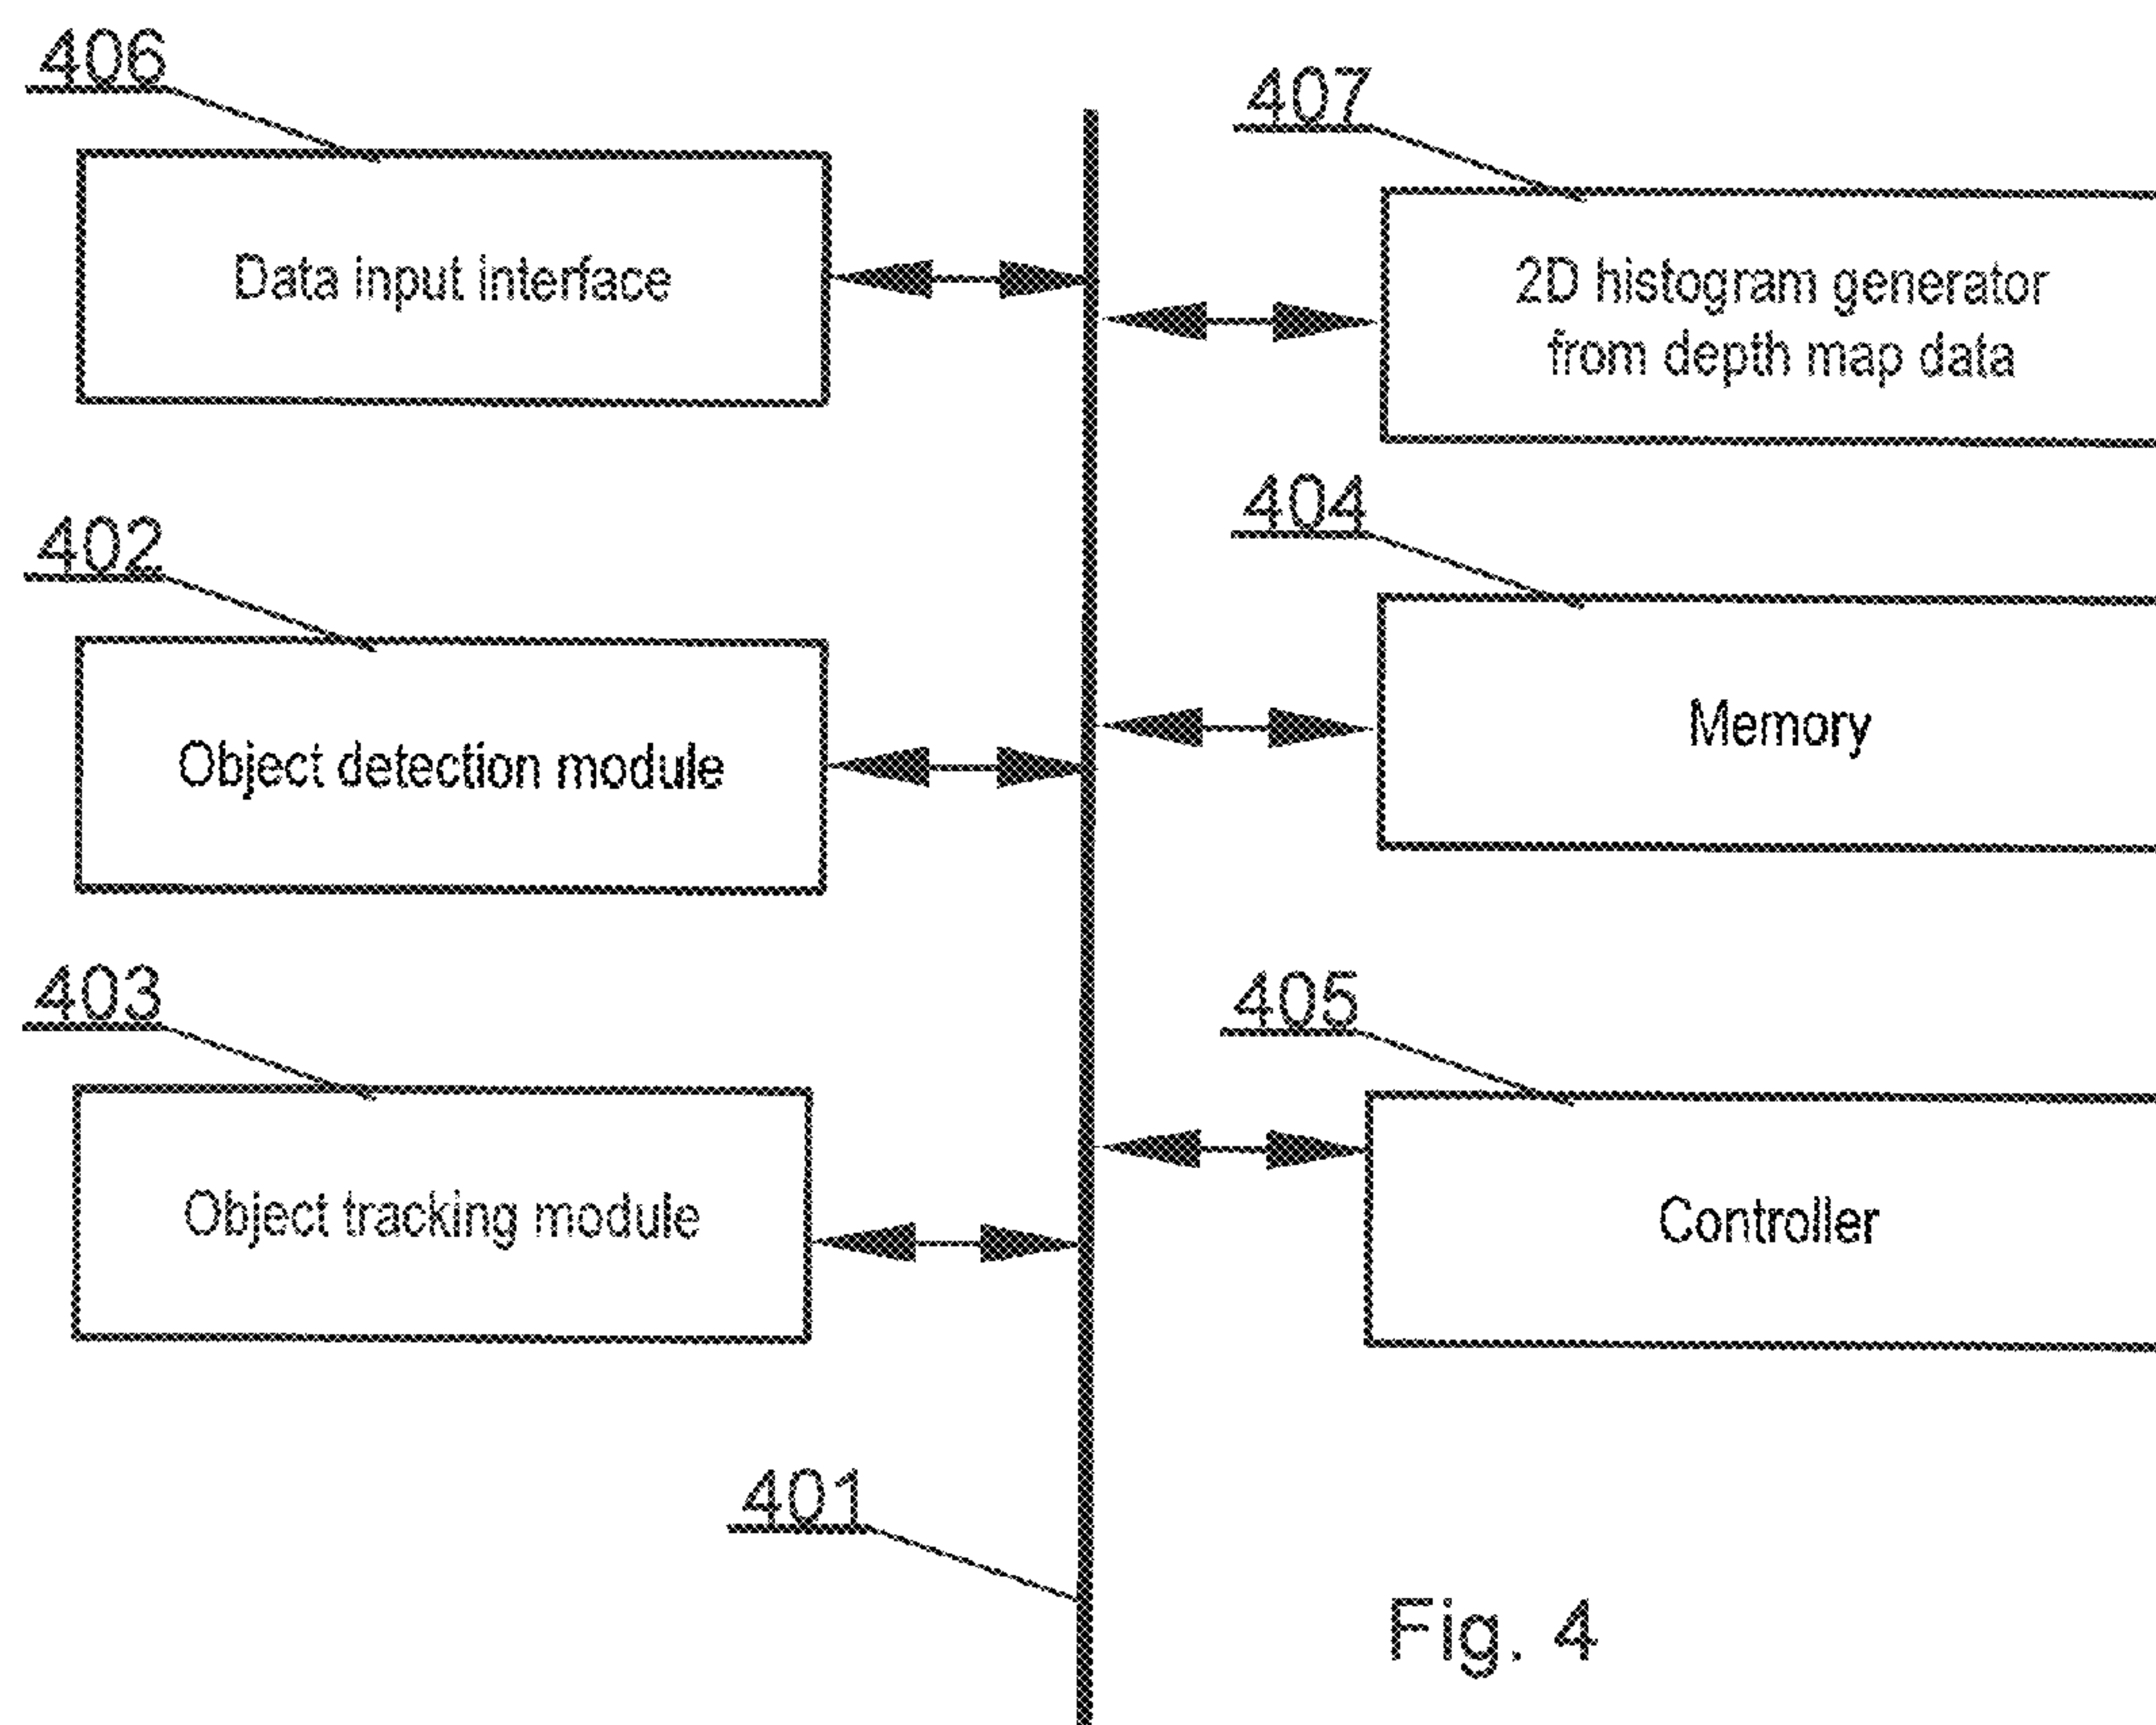 406
Data input interface
407
2D histogram generator
from depth map data
402
Object detection module
404
Memory
403
Object tracking module
405
Controller
401
Fig. 4